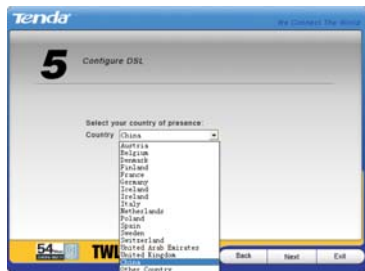 Tenda
We Connect The World
5
Configure DSL
Select your country of presence:
Country China
Austria
Belgium
Denmark
Finland
France
Germany
Iceland
Ireland
Italy
Netherlands
Poland
Spain
Sweden
Switzerland
United Arab Emirates
United Kingdom
China
Other Country
54
TWL
Back Next Exit